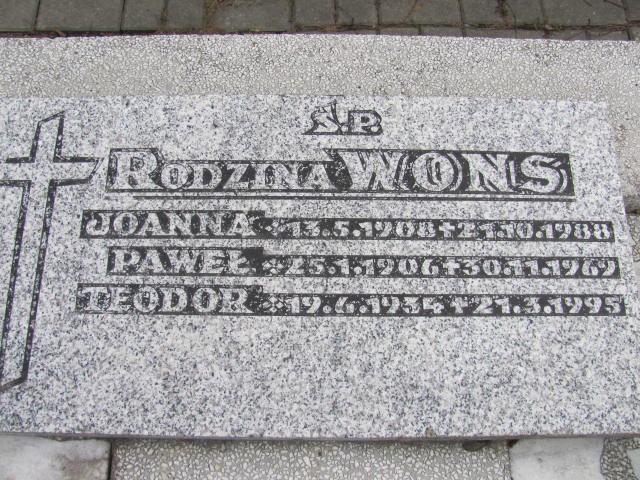 Ś.P.
RODZINA WONS
JOANNA * 13.5.1908 + 21.10.1988
PAWEŁ * 25.1.1906 + 30.11.1969
TEODOR * 19.6.1934 + 21.3.1995